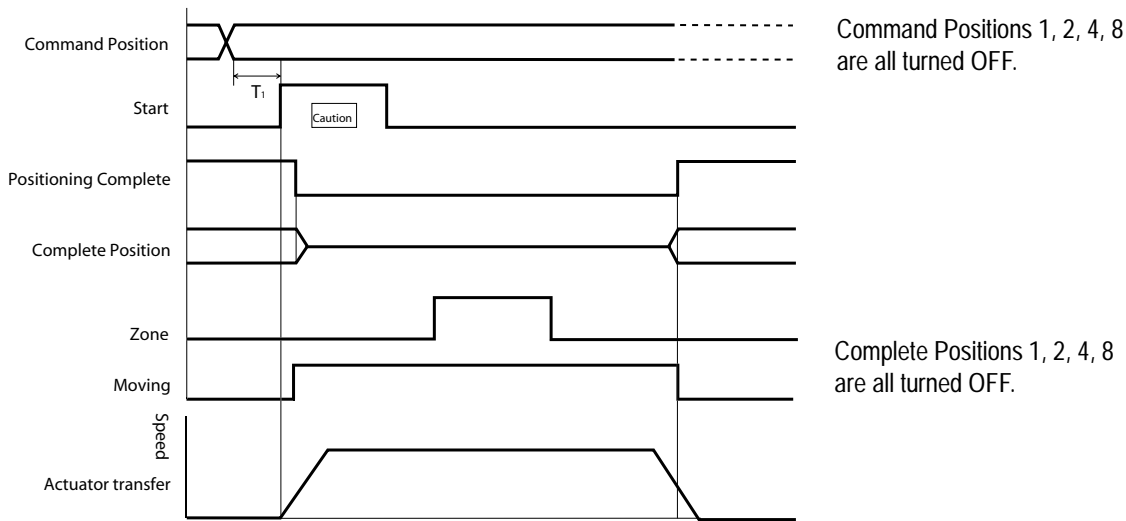 Command Position
Command Positions 1, 2, 4, 8
are all turned OFF.
T1
Start
Caution
Positioning Complete
Complete Position
Zone
Complete Positions 1, 2, 4, 8
are all turned OFF.
Moving
Speed
Actuator transfer